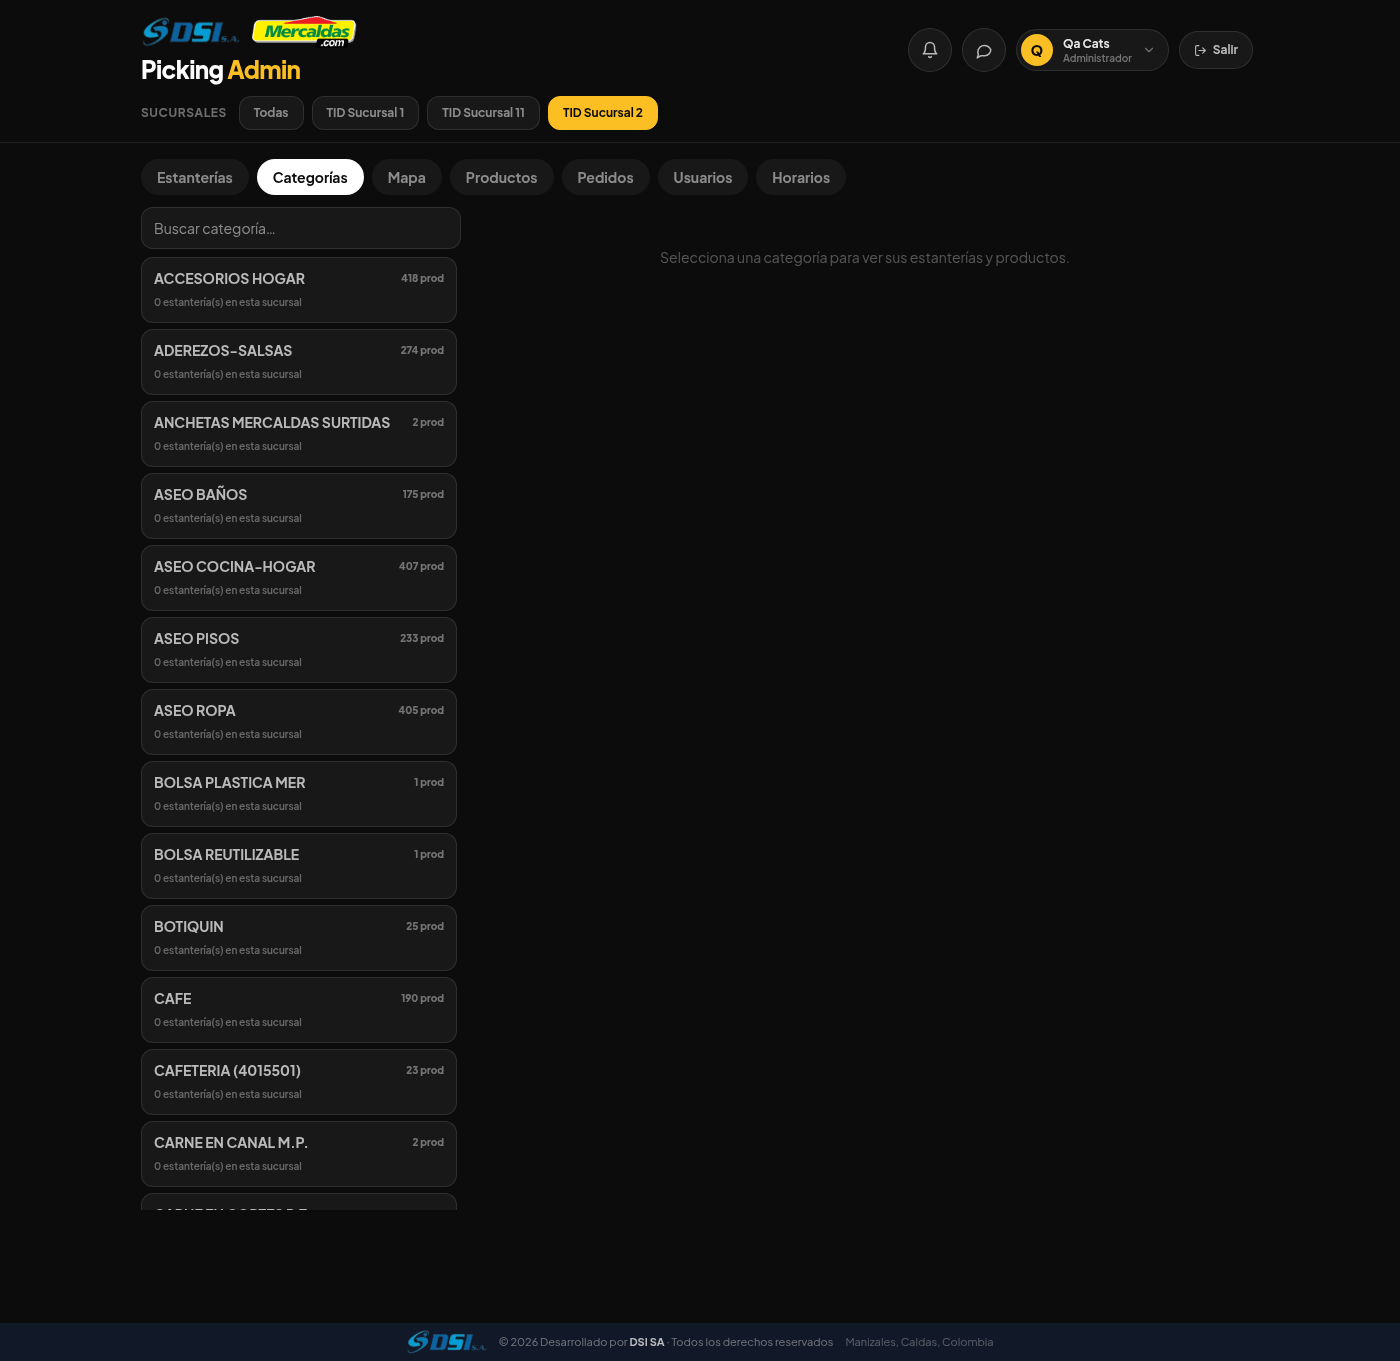 DSI S.A. Mercaldas .com
Picking Admin
Q
Qa Cats
Administrador
Salir
SUCURSALES Todas TID Sucursal 1 TID Sucursal 11 TID Sucursal 2
Estanterías Categorías Mapa Productos Pedidos Usuarios Horarios
Buscar categoría...
Selecciona una categoría para ver sus estanterías y productos.
ACCESORIOS HOGAR 418 prod
0 estantería(s) en esta sucursal
ADEREZOS-SALSAS 274 prod
0 estantería(s) en esta sucursal
ANCHETAS MERCALDAS SURTIDAS 2 prod
0 estantería(s) en esta sucursal
ASEO BAÑOS 175 prod
0 estantería(s) en esta sucursal
ASEO COCINA-HOGAR 407 prod
0 estantería(s) en esta sucursal
ASEO PISOS 233 prod
0 estantería(s) en esta sucursal
ASEO ROPA 405 prod
0 estantería(s) en esta sucursal
BOLSA PLASTICA MER 1 prod
0 estantería(s) en esta sucursal
BOLSA REUTILIZABLE 1 prod
0 estantería(s) en esta sucursal
BOTIQUIN 25 prod
0 estantería(s) en esta sucursal
CAFE 190 prod
0 estantería(s) en esta sucursal
CAFETERIA (4015501) 23 prod
0 estantería(s) en esta sucursal
CARNE EN CANAL M.P. 2 prod
0 estantería(s) en esta sucursal
DSI S.A. © 2026 Desarrollado por DSI SA · Todos los derechos reservados Manizales, Caldas, Colombia